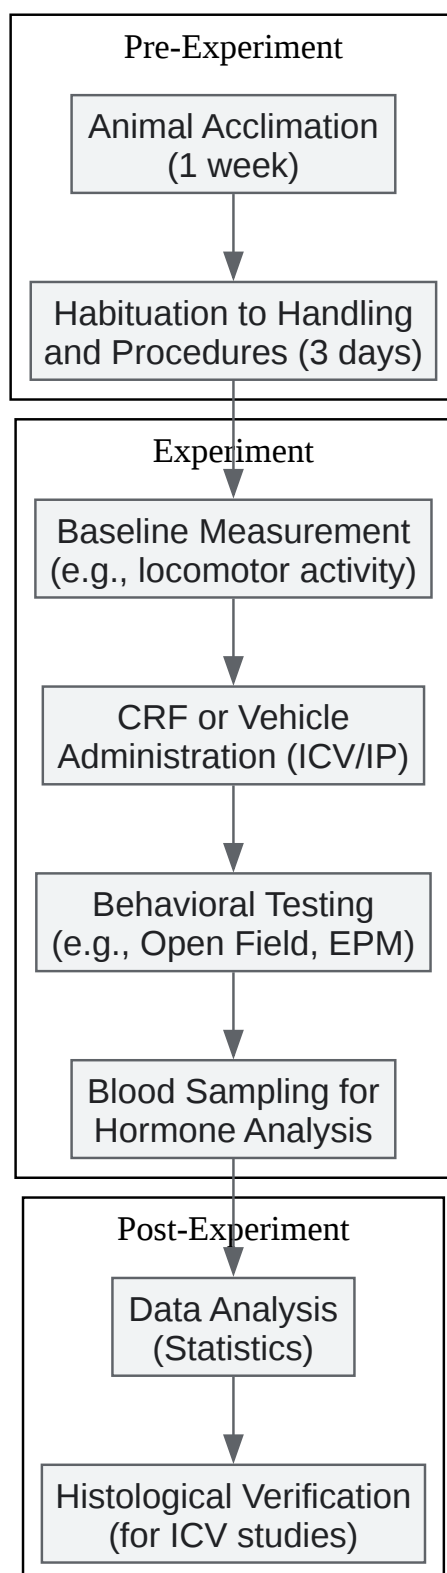 Pre-Experiment
Animal Acclimation
(1 week)
Habituation to Handling
and Procedures (3 days)
Experiment
Baseline Measurement
(e.g., locomotor activity)
CRF or Vehicle
Administration (ICV/IP)
Behavioral Testing
(e.g., Open Field, EPM)
Blood Sampling for
Hormone Analysis
Post-Experiment
Data Analysis
(Statistics)
Histological Verification
(for ICV studies)